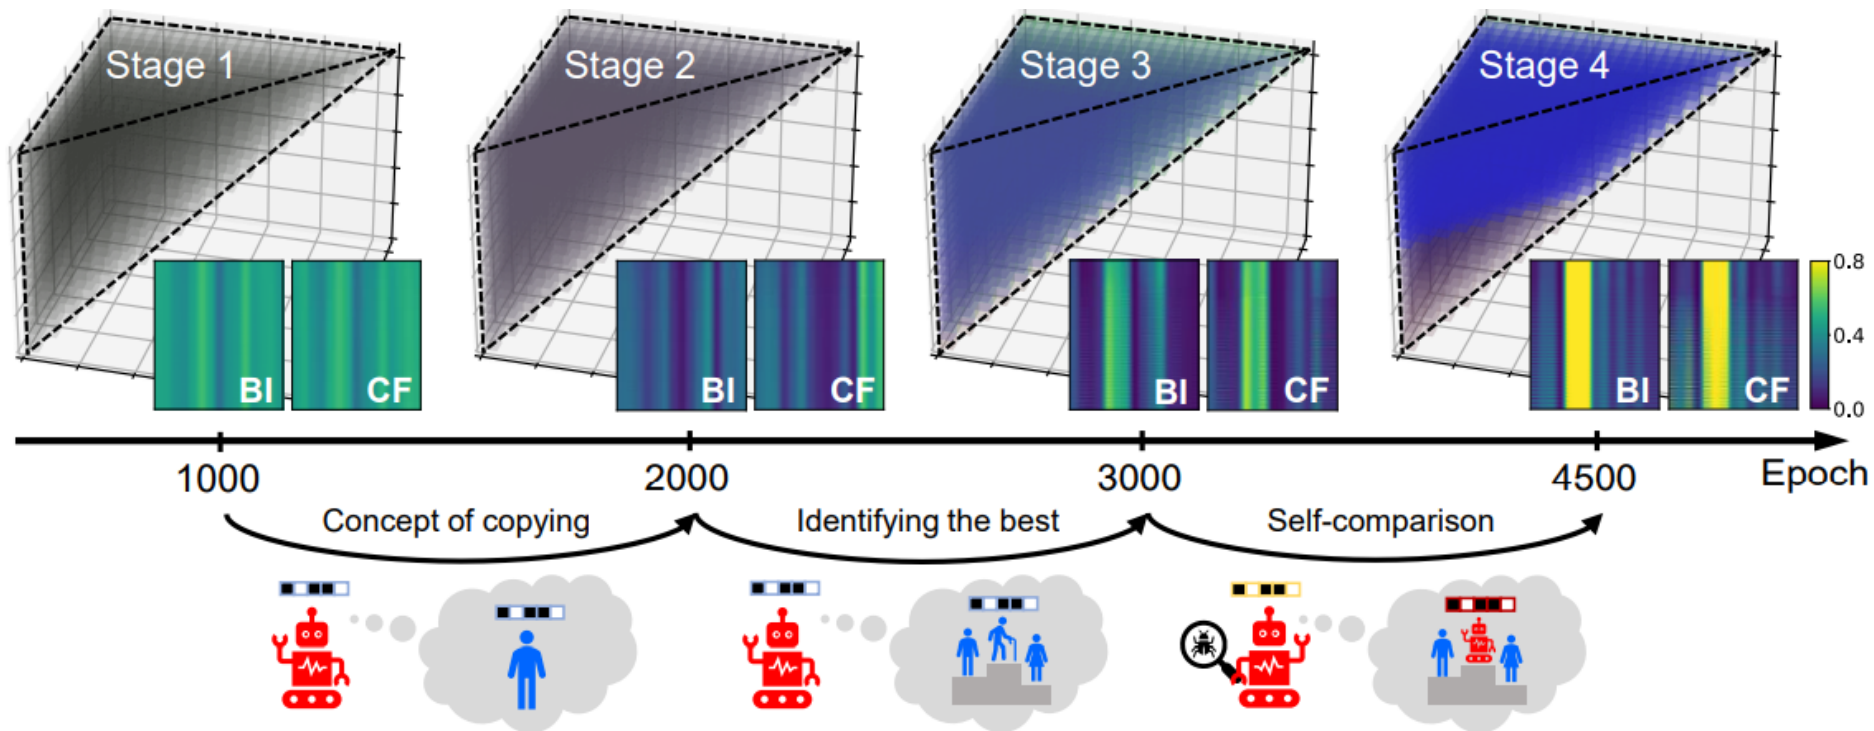 Stage 1
Stage 2
Stage 3
Stage 4
BI
CF
BI
CF
BI
CF
BI
CF
0.8
0.4
0.0
1000
2000
3000
4500
Epoch
Concept of copying
Identifying the best
Self-comparison